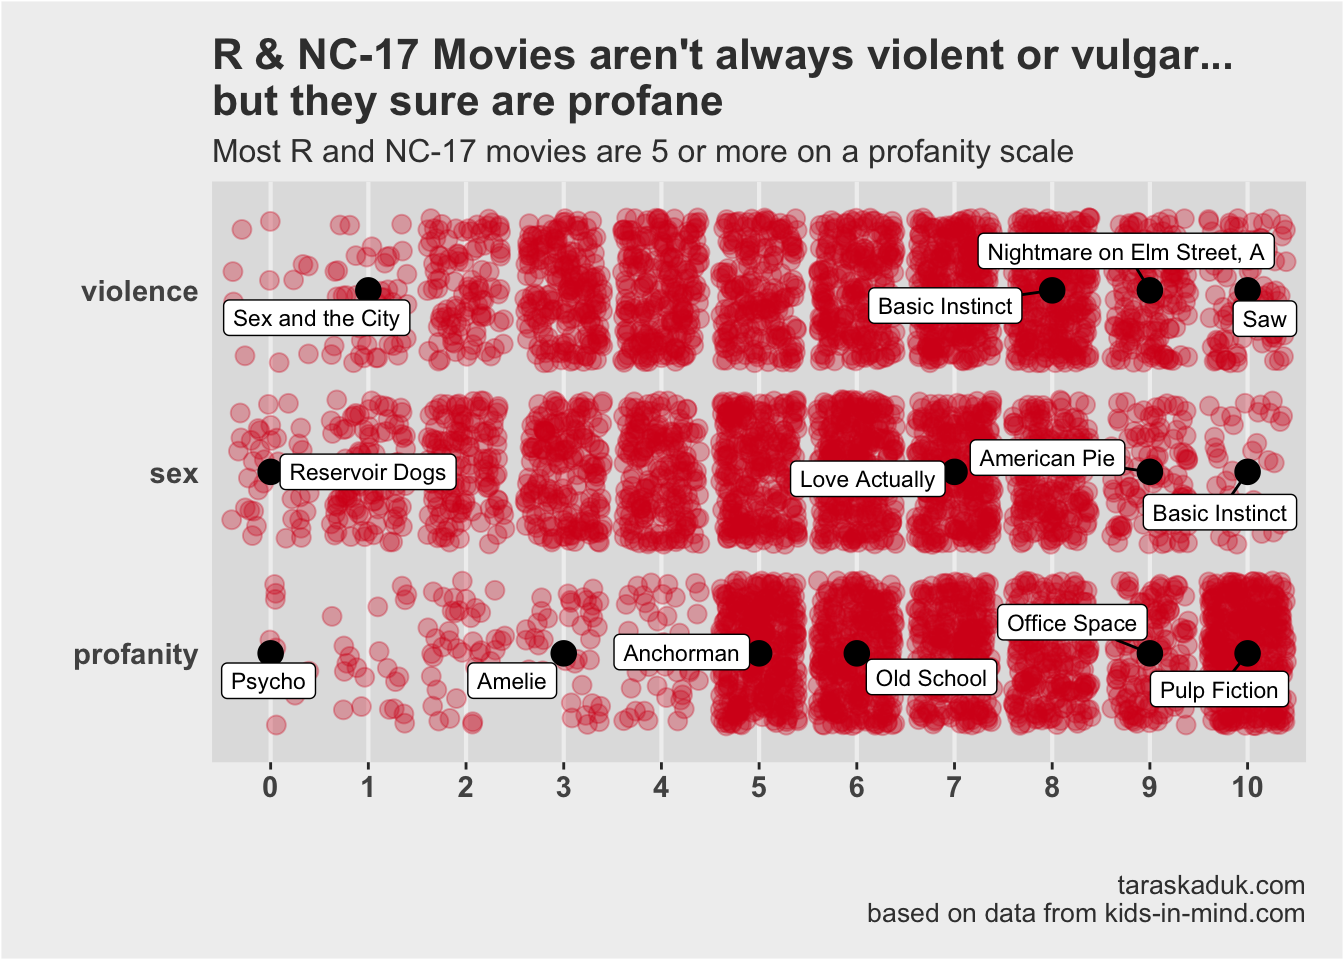 R & NC-17 Movies aren't always violent or vulgar...
but they sure are profane
Most R and NC-17 movies are 5 or more on a profanity scale
violence
Nightmare on Elm Street, A
Basic Instinct
Sex and the City
Saw
sex
Reservoir Dogs
Love Actually
American Pie
Basic Instinct
profanity
Psycho
Amelie
Anchorman
Old School
Office Space
Pulp Fiction
0 1 2 3 4 5 6 7 8 9 10
taraskaduk.com
based on data from kids-in-mind.com